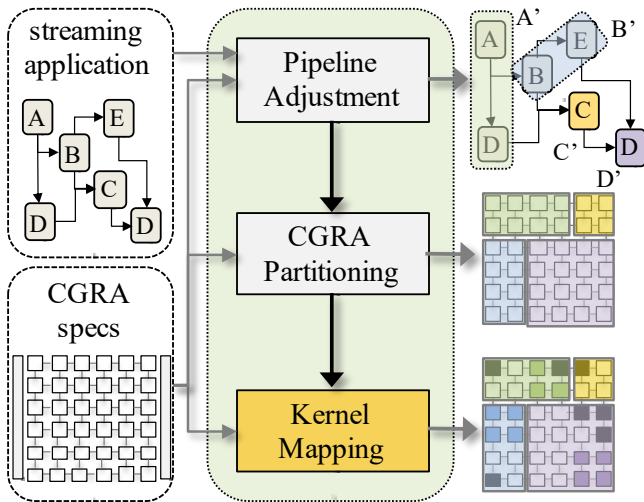 streaming
application
A
E
B
C
D
D
CGRA
specs
Pipeline
Adjustment
CGRA
Partitioning
Kernel
Mapping
A'
B'
A
E
B
C
D
C'
D
D'